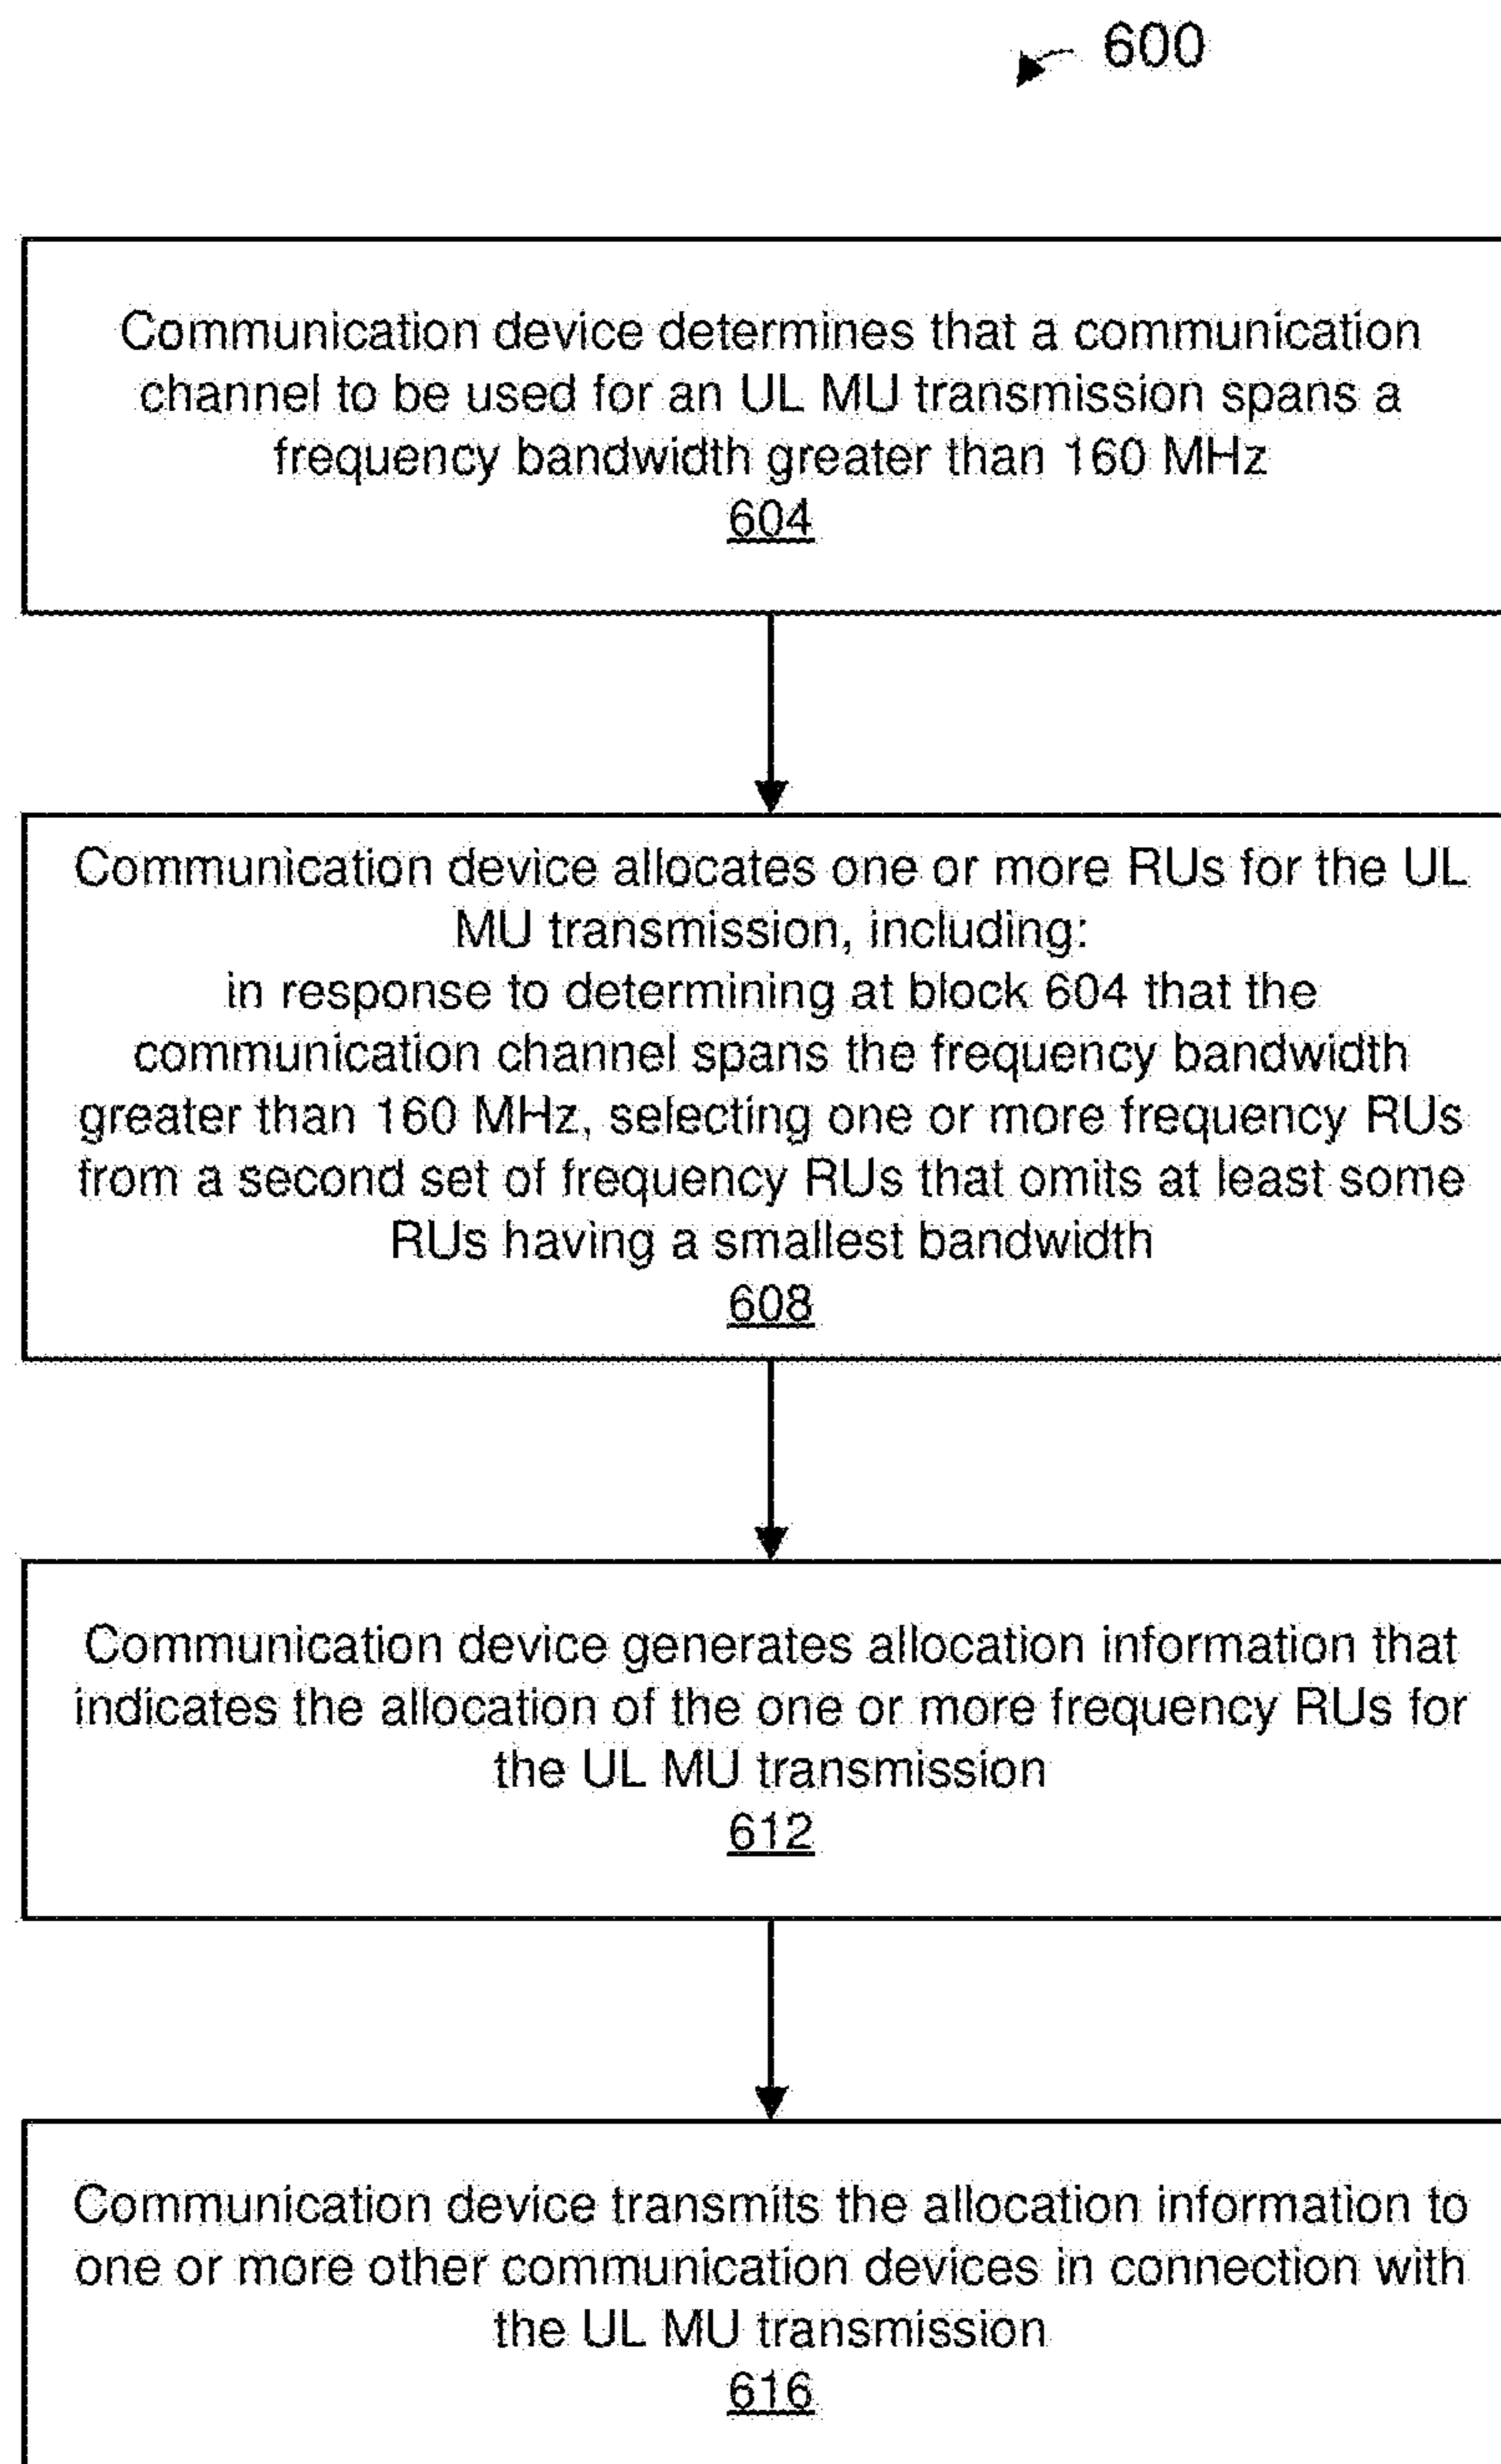 600
Communication device determines that a communication
channel to be used for an UL MU transmission spans a
frequency bandwidth greater than 160 MHz
604
Communication device allocates one or more RUs for the UL
MU transmission, including:
in response to determining at block 604 that the
communication channel spans the frequency bandwidth
greater than 160 MHz, selecting one or more frequency RUs
from a second set of frequency RUs that omits at least some
RUs having a smallest bandwidth
608
Communication device generates allocation information that
indicates the allocation of the one or more frequency RUs for
the UL MU transmission
612
Communication device transmits the allocation information to
one or more other communication devices in connection with
the UL MU transmission
616